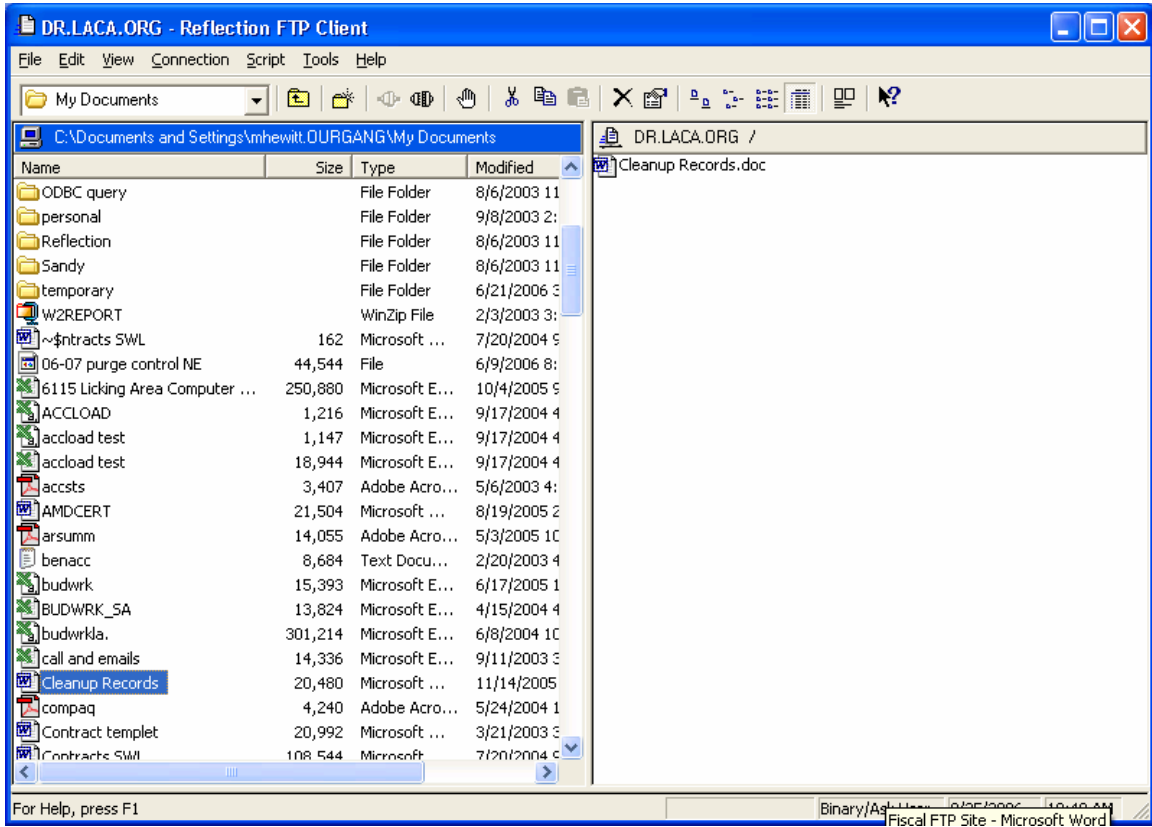 DR.LACA.ORG - Reflection FTP Client
File Edit View Connection Script Tools Help
My Documents
C:\Documents and Settings\mhewitt.OURGANG\My Documents
DR.LACA.ORG /
Name Size Type Modified
Cleanup Records.doc
ODBC query File Folder 8/6/2003 11
personal File Folder 9/8/2003 2:
Reflection File Folder 8/6/2003 11
Sandy File Folder 8/6/2003 11
temporary File Folder 6/21/2006 3
W2REPORT WinZip File 2/3/2003 3:
~$ntracts SWL 162 Microsoft ... 7/20/2004 9
06-07 purge control NE 44,544 File 6/9/2006 8:
6115 Licking Area Computer ... 250,880 Microsoft E... 10/4/2005 9
ACCLOAD 1,216 Microsoft E... 9/17/2004 4
accload test 1,147 Microsoft E... 9/17/2004 4
accload test 18,944 Microsoft E... 9/17/2004 4
accsts 3,407 Adobe Acro... 5/6/2003 4:
AMDCERT 21,504 Microsoft ... 8/19/2005 2
arsumm 14,055 Adobe Acro... 5/3/2005 10
benacc 8,684 Text Docu... 2/20/2003 4
budwrk 15,393 Microsoft E... 6/17/2005 1
BUDWRK_SA 13,824 Microsoft E... 4/15/2004 4
budwrkla. 301,214 Microsoft E... 6/8/2004 10
call and emails 14,336 Microsoft E... 9/11/2003 3
Cleanup Records 20,480 Microsoft ... 11/14/2005
compaq 4,240 Adobe Acro... 5/24/2004 1
Contract templet 20,992 Microsoft ... 3/21/2003 3
Contracts SWL 108,544 Microsoft 7/20/2004 9
For Help, press F1
Fiscal FTP Site - Microsoft Word